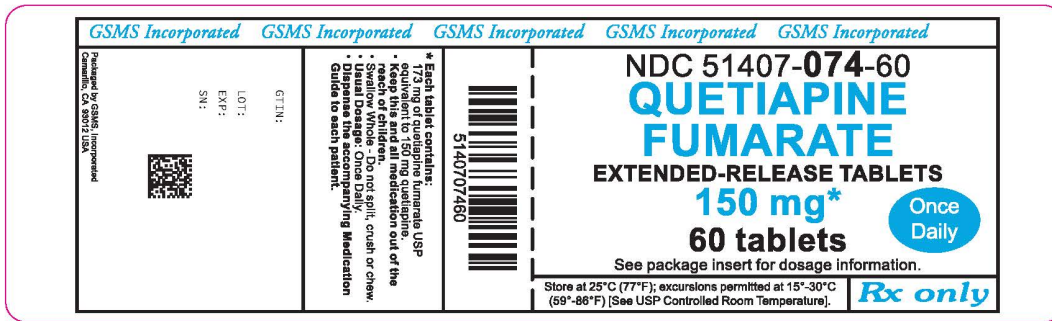 GSMS Incorporated GSMS Incorporated GSMS Incorporated GSMS Incorporated GSMS Incorporated
NDC 51407-074-60
QUETIAPINE
FUMARATE
EXTENDED-RELEASE TABLETS
150 mg*
60 tablets
Once
Daily
See package insert for dosage information.
Store at 25°C (77°F); excursions permitted at 15°-30°C
(59°-86°F) [See USP Controlled Room Temperature].
Rx only
5140707460
* Each tablet contains:
173 mg of quetiapine fumarate USP
equivalent to 150 mg quetiapine.
• Keep this and all medication out of the
reach of children.
• Swallow Whole - Do not split, crush or chew.
• Usual Dosage: Once Daily.
• Dispense the accompanying Medication
Guide to each patient.
GTIN:
LOT:
EXP:
SN:
Packaged by GSMS, Incorporated
Camarillo, CA 93012 USA